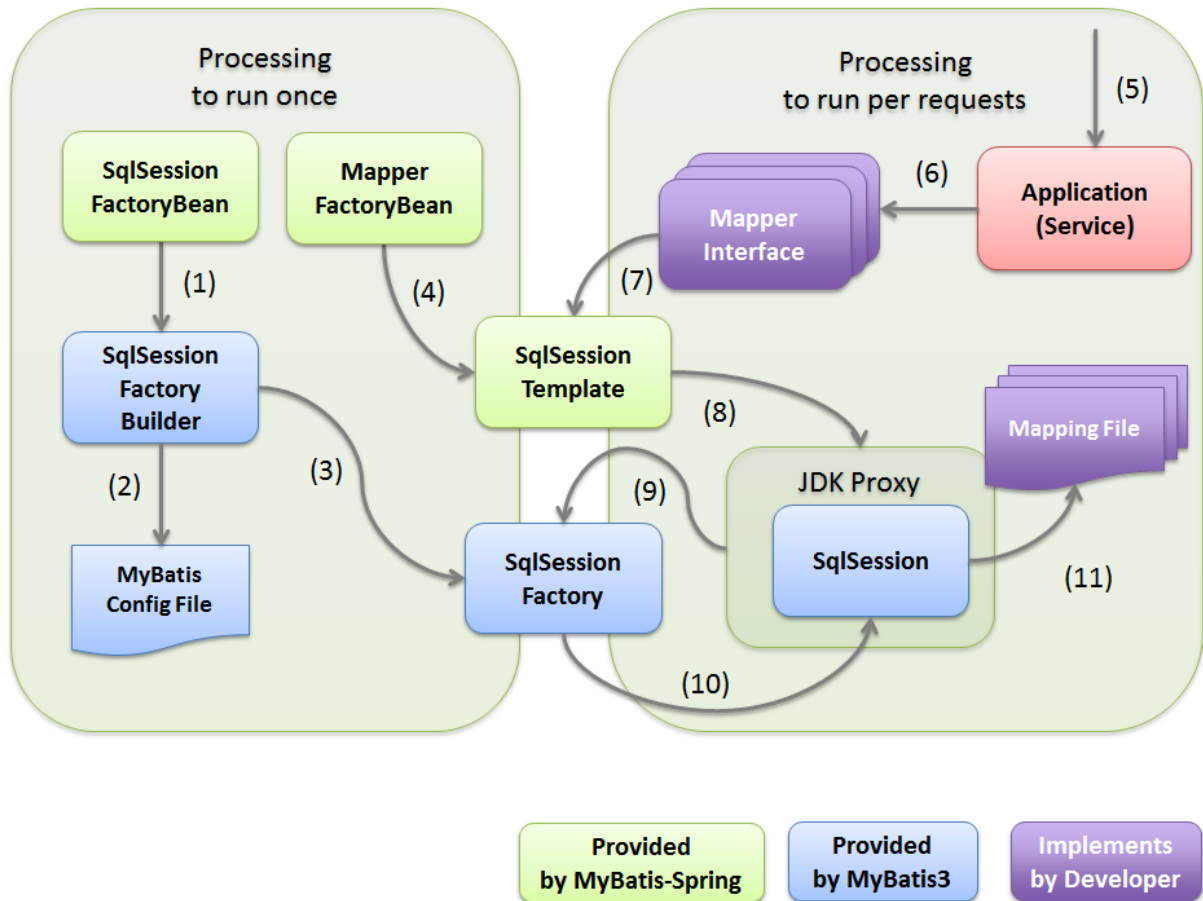 Processing
to run once
SqlSession
FactoryBean
Mapper
FactoryBean
(1)
(4)
SqlSession
Factory
Builder
(2)
(3)
MyBatis
Config File
Processing
to run per requests
(5)
Application
(Service)
(6)
Mapper
Interface
(7)
SqlSession
Template
(8)
Mapping File
JDK Proxy
SqlSession
(9)
SqlSession
Factory
(10)
(11)
Provided
by MyBatis-Spring
Provided
by MyBatis3
Implements
by Developer